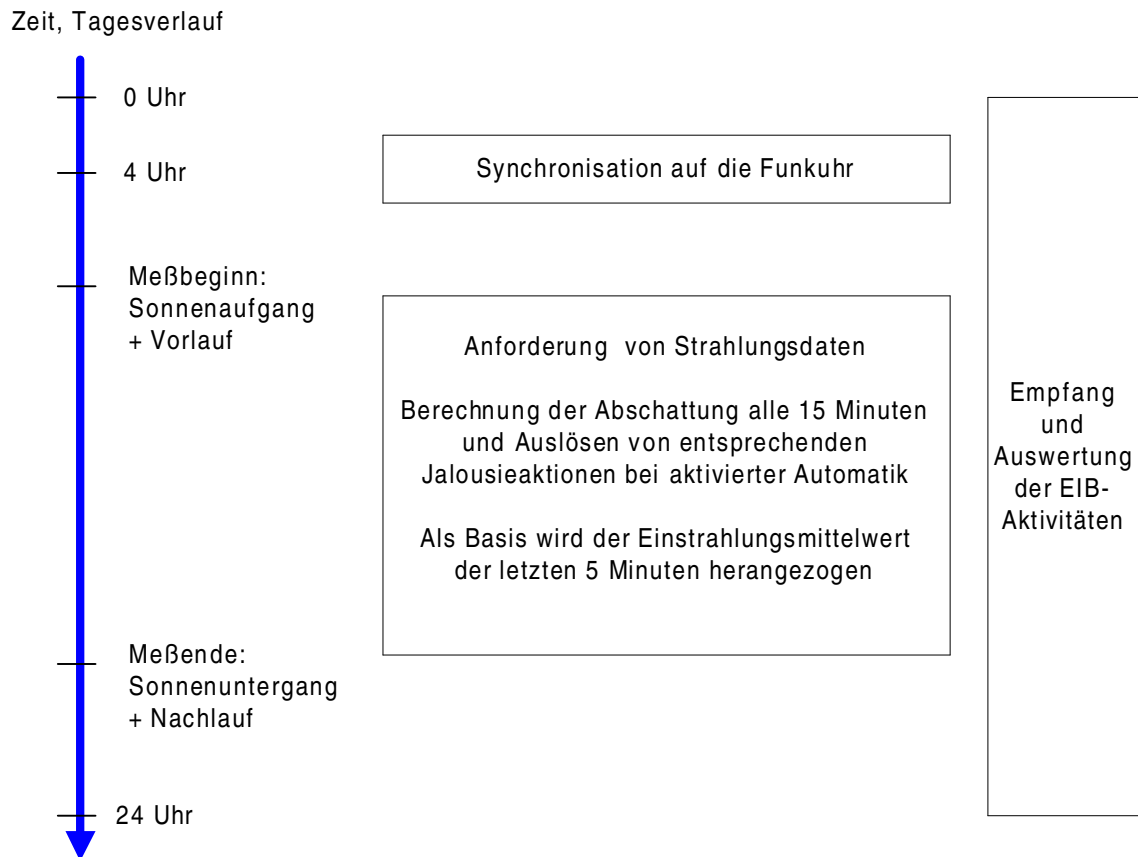 Zeit, Tagesverlauf
0 Uhr
4 Uhr
Synchronisation auf die Funkuhr
Meßbeginn:
Sonnenaufgang
+ Vorlauf
Anforderung von Strahlungsdaten
Berechnung der Abschattung alle 15 Minuten
und Auslösen von entsprechenden
Jalousieaktionen bei aktivierter Automatik
Als Basis wird der Einstrahlungsmittelwert
der letzten 5 Minuten herangezogen
Empfang
und
Auswertung
der EIB-
Aktivitäten
Meßende:
Sonnenuntergang
+ Nachlauf
24 Uhr